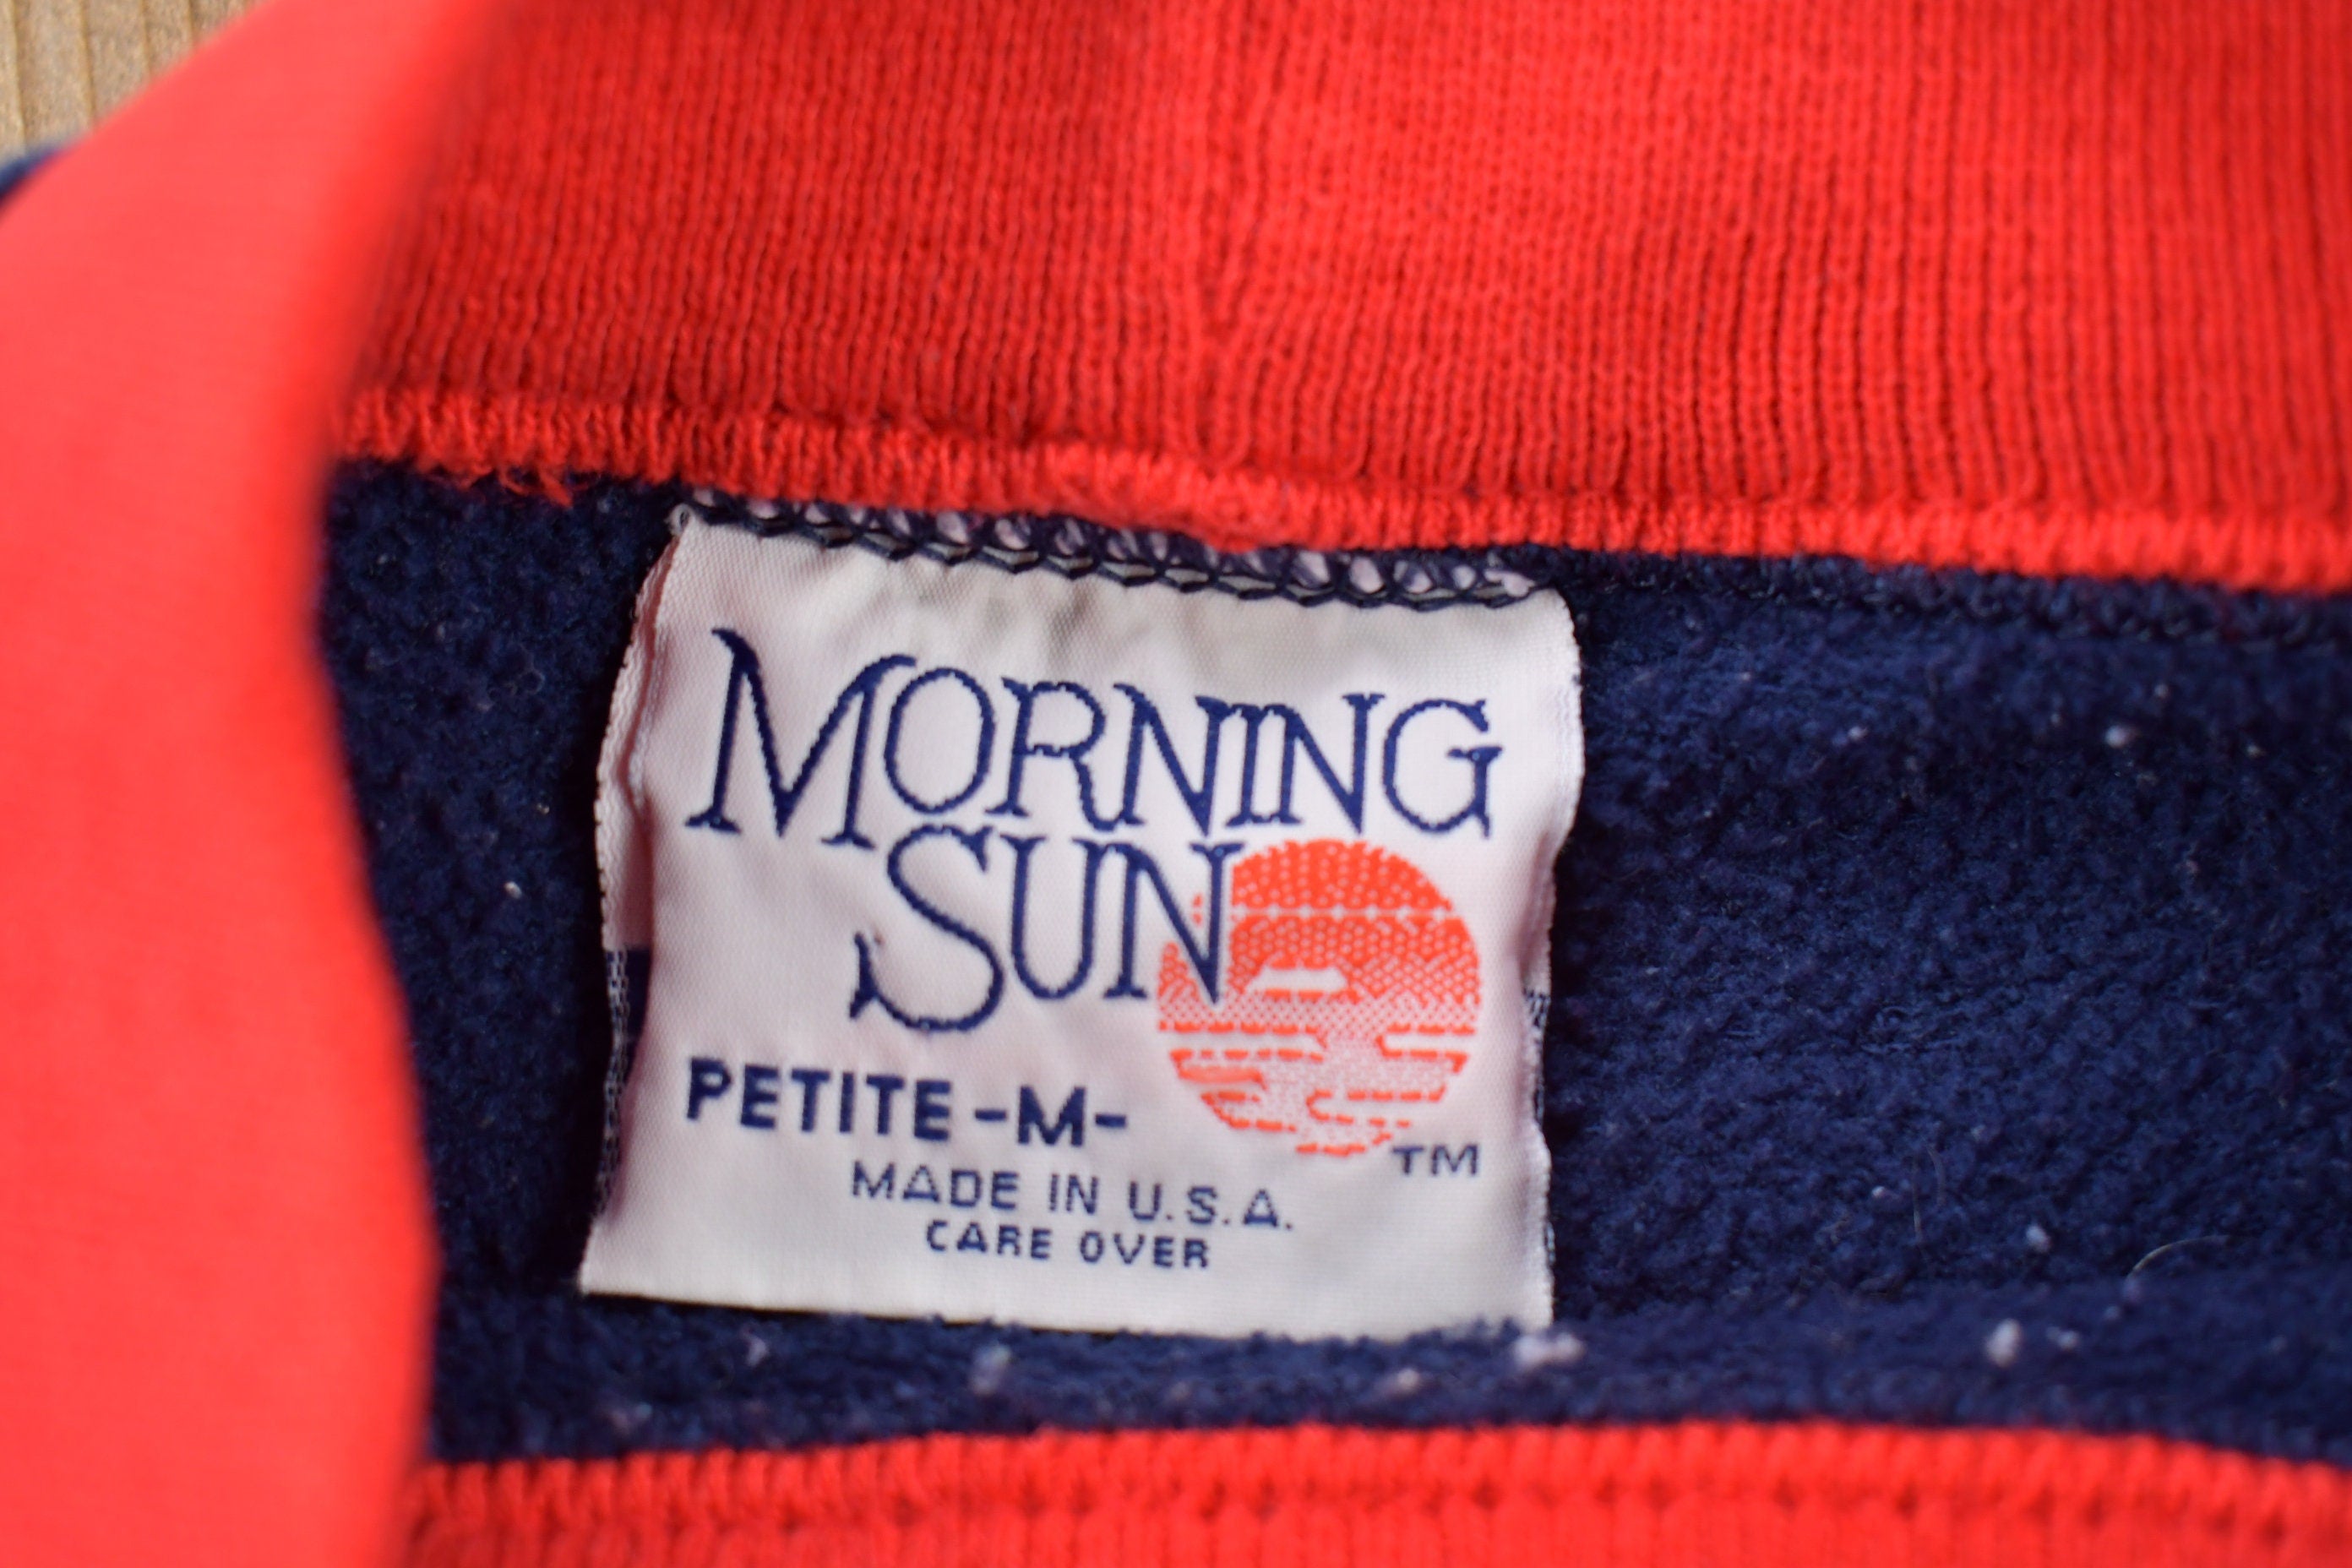 MORNING
SUN
PETITE -M-
TM
MADE IN U.S.A.
CARE OVER